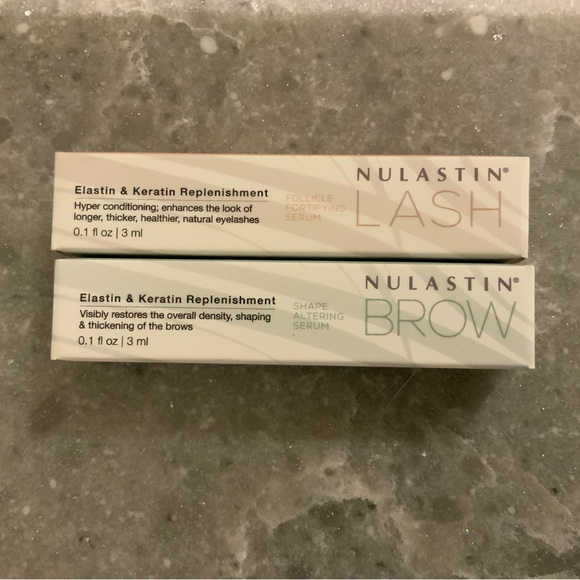 Elastin & Keratin Replenishment
Hyper conditioning; enhances the look of
longer, thicker, healthier, natural eyelashes
0.1 fl oz | 3 ml
FOLLICLE
FORTIFYING
SERUM
NULASTIN®
LASH
Elastin & Keratin Replenishment
Visibly restores the overall density, shaping
& thickening of the brows
0.1 fl oz | 3 ml
SHAPE
ALTERING
SERUM
NULASTIN®
BROW